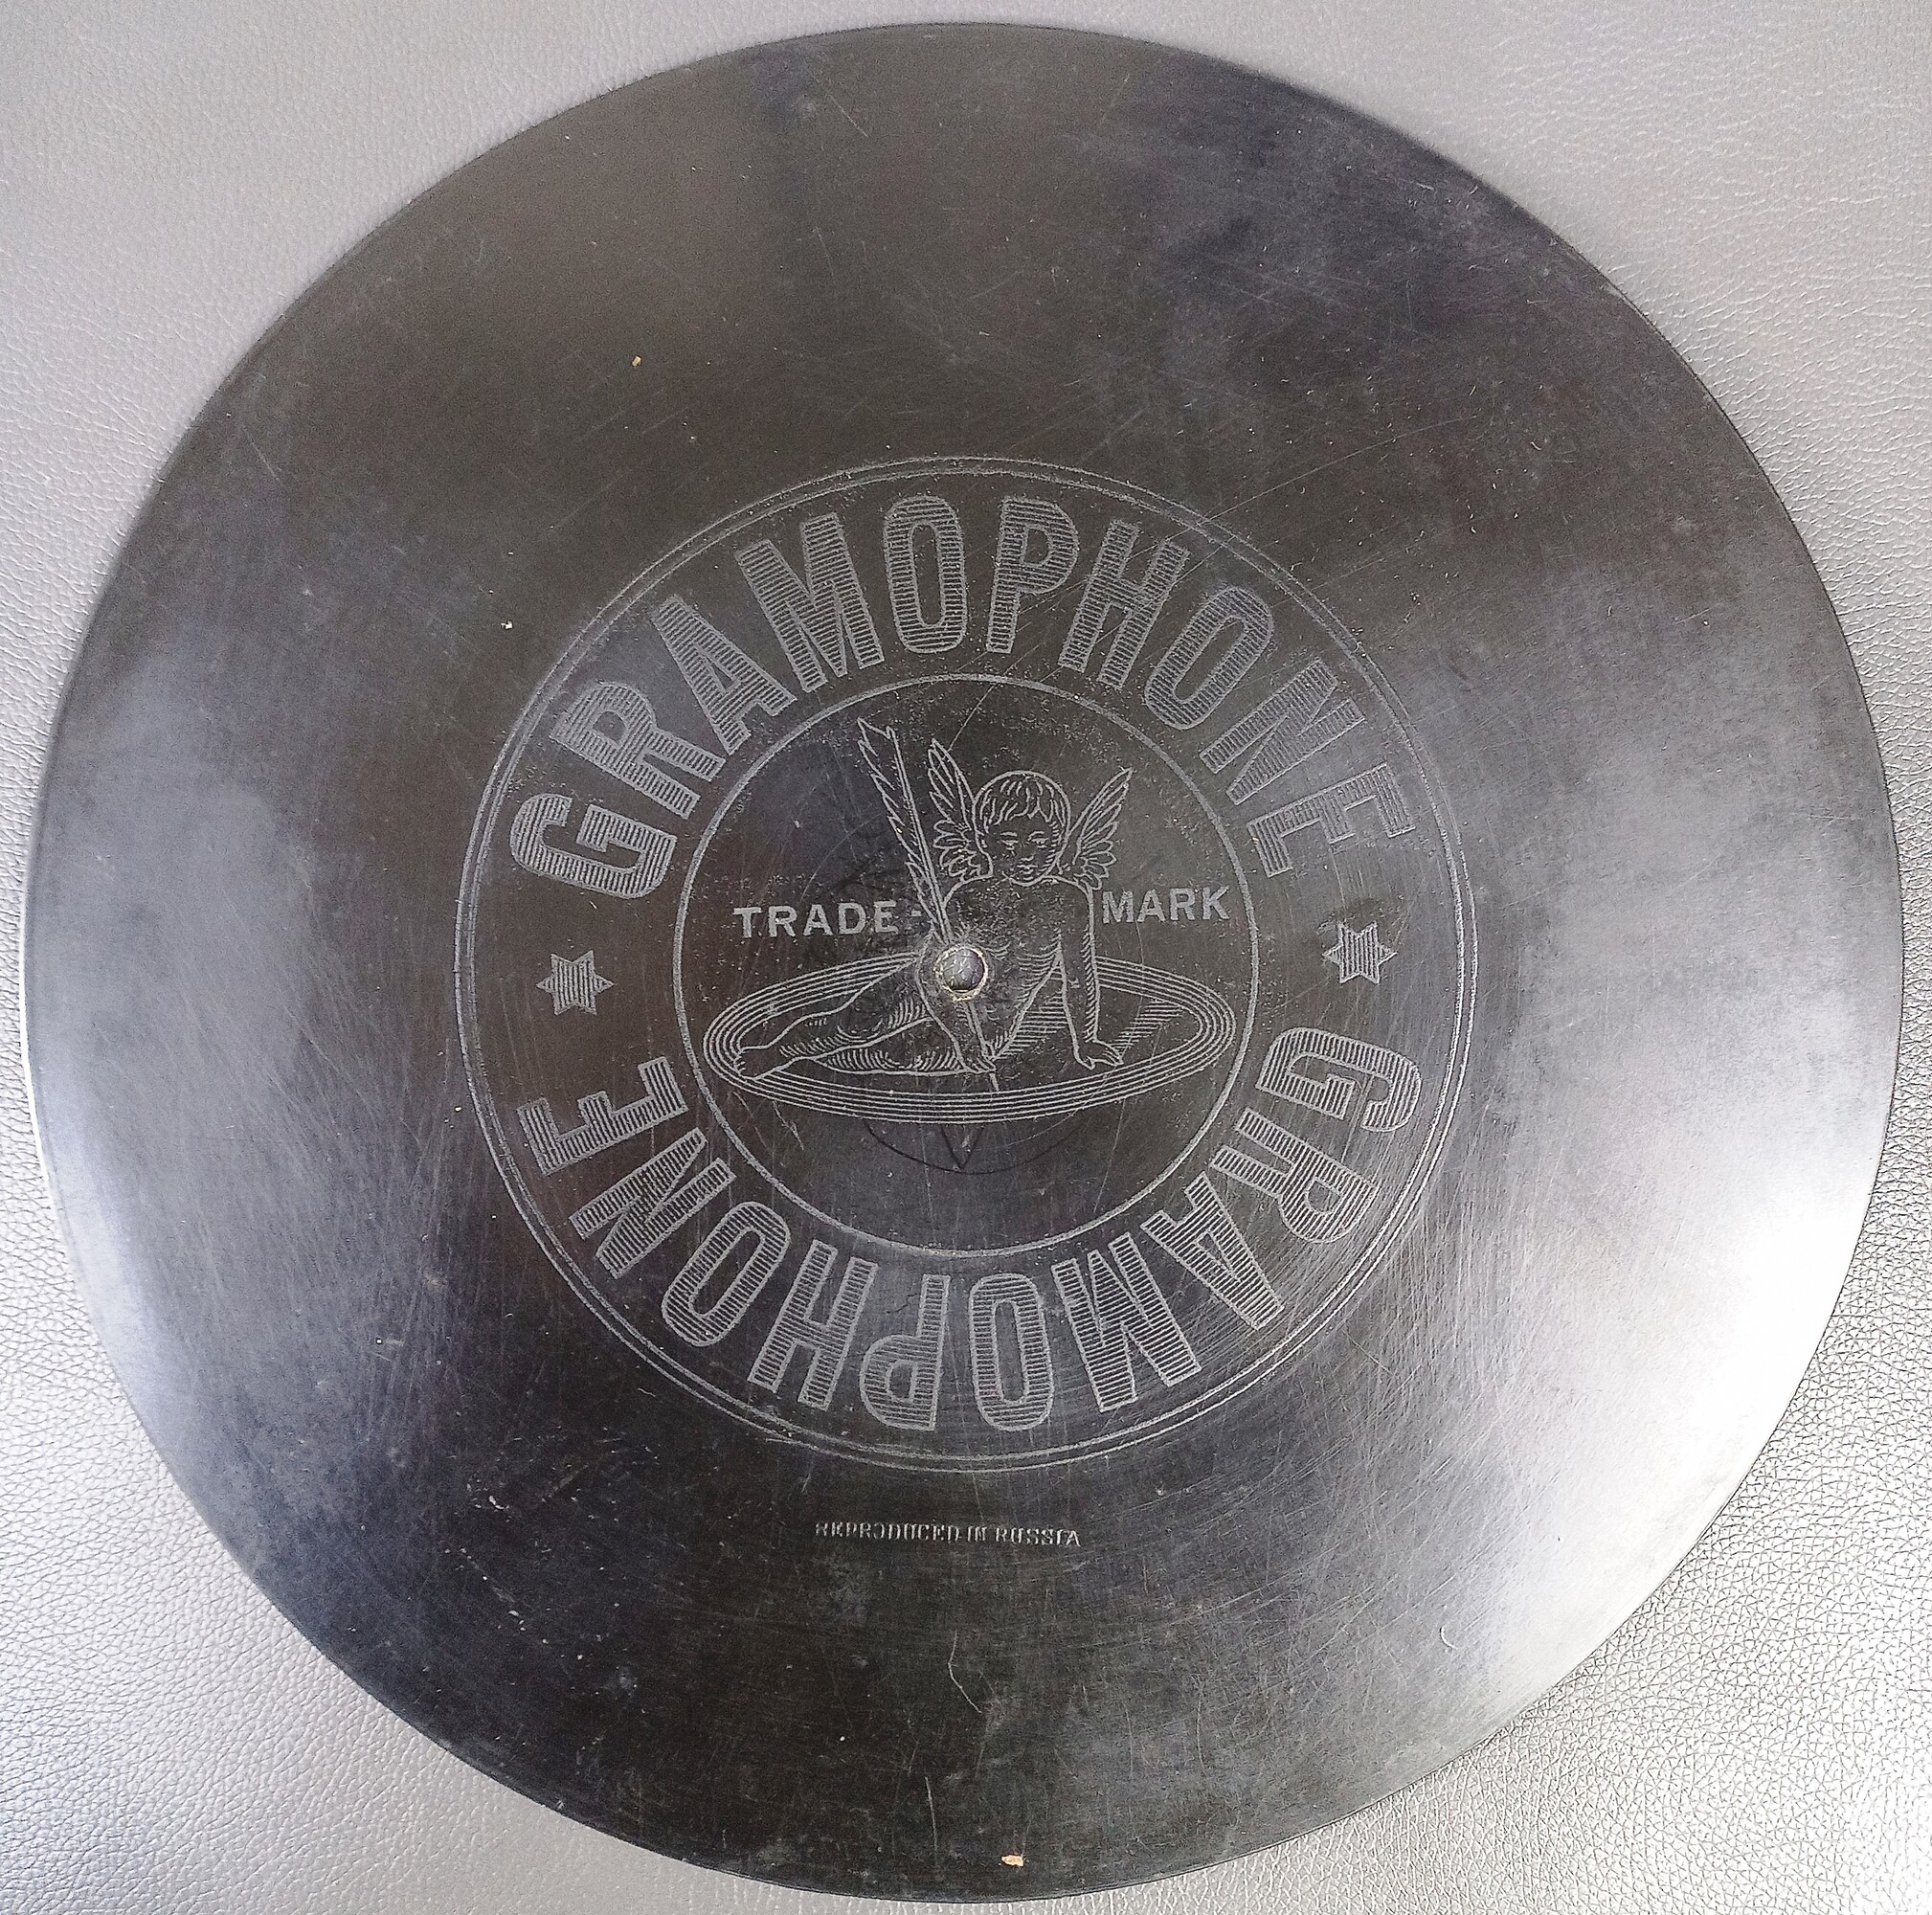 GRAMOPHONE
TRADE-MARK
GRAMOPHONE
REPRODUCED IN RUSSIA